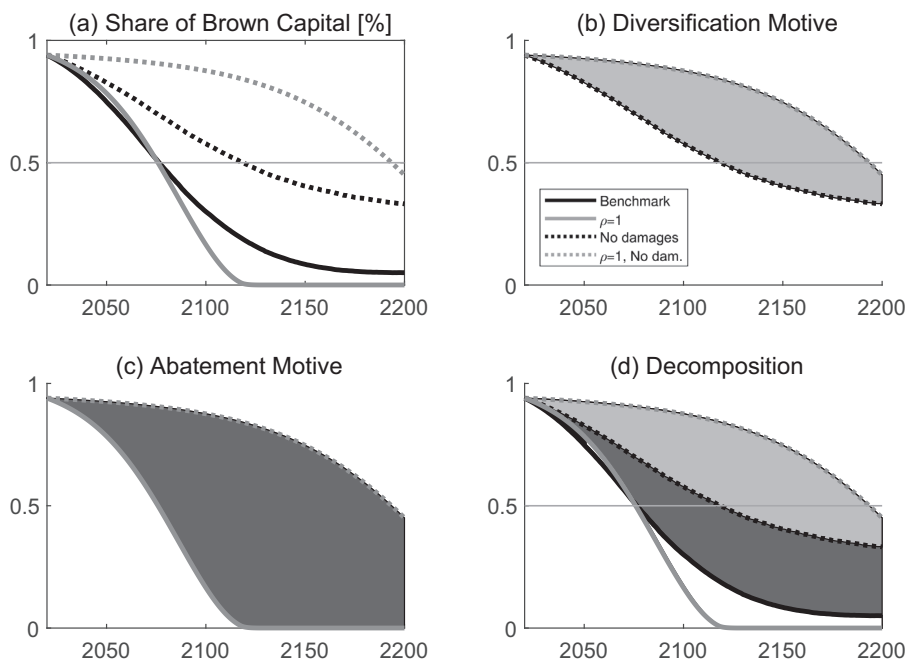 (a) Share of Brown Capital [%]
1
0.5
0
2050 2100 2150 2200
(b) Diversification Motive
1
0.5
0
Benchmark
ρ=1
No damages
ρ=1, No dam.
2050 2100 2150 2200
(c) Abatement Motive
1
0.5
0
2050 2100 2150 2200
(d) Decomposition
1
0.5
0
2050 2100 2150 2200